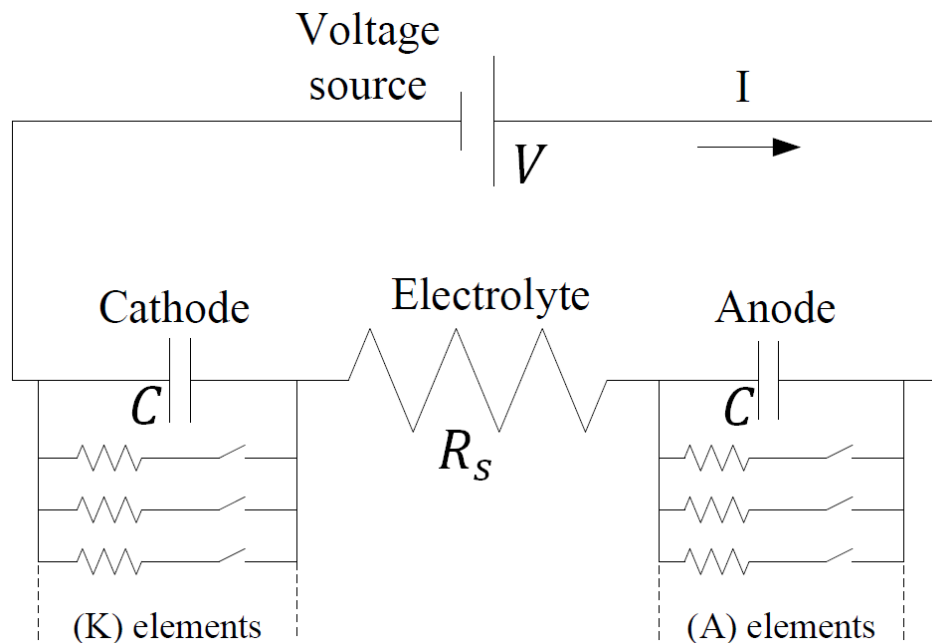 Voltage
source
I
V
Cathode
Electrolyte
Anode
C
R_s
C
(K) elements
(A) elements